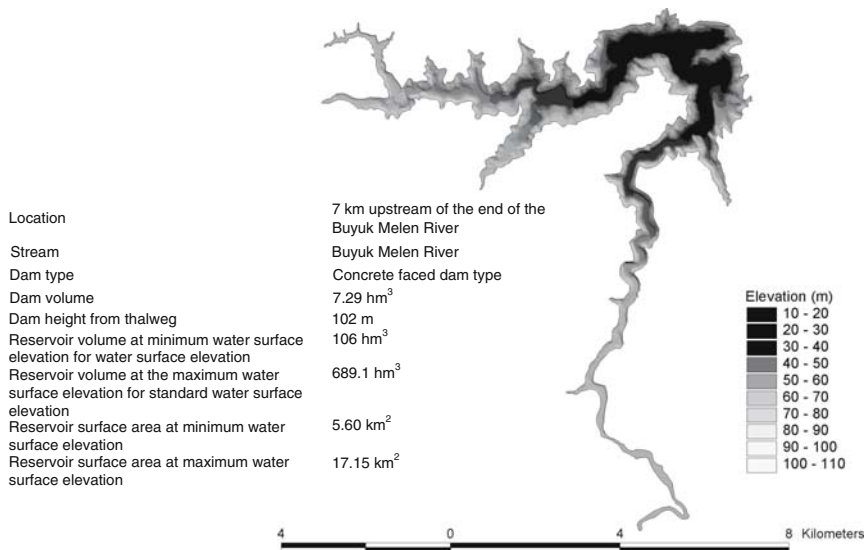 Location
7 km upstream of the end of the
Buyuk Melen River
Stream
Buyuk Melen River
Dam type
Concrete faced dam type
Dam volume
7.29 hm³
Dam height from thalweg
102 m
Reservoir volume at minimum water surface
elevation for water surface elevation
106 hm³
Reservoir volume at the maximum water
surface elevation for standard water surface
elevation
689.1 hm³
Reservoir surface area at minimum water
surface elevation
5.60 km²
Reservoir surface area at maximum water
surface elevation
17.15 km²
Elevation (m)
10 - 20
20 - 30
30 - 40
40 - 50
50 - 60
60 - 70
70 - 80
80 - 90
90 - 100
100 - 110
4 0 4 8 Kilometers